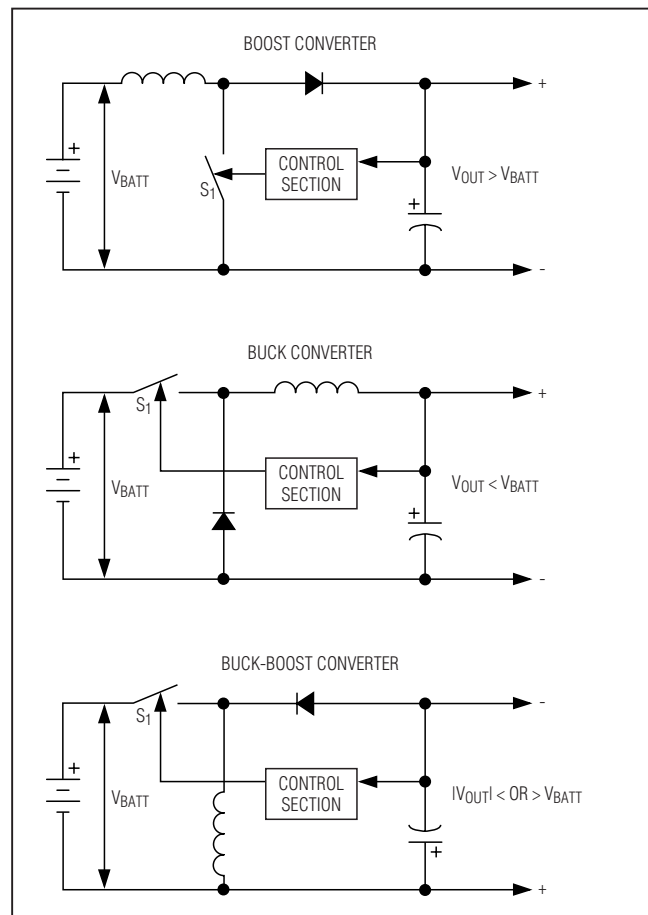 BOOST CONVERTER
+
+
VBATT
S1
CONTROL
SECTION
VOUT > VBATT
+
-
BUCK CONVERTER
+
S1
+
VBATT
CONTROL
SECTION
VOUT < VBATT
+
-
BUCK-BOOST CONVERTER
-
S1
+
VBATT
CONTROL
SECTION
|VOUT| < OR > VBATT
+
+